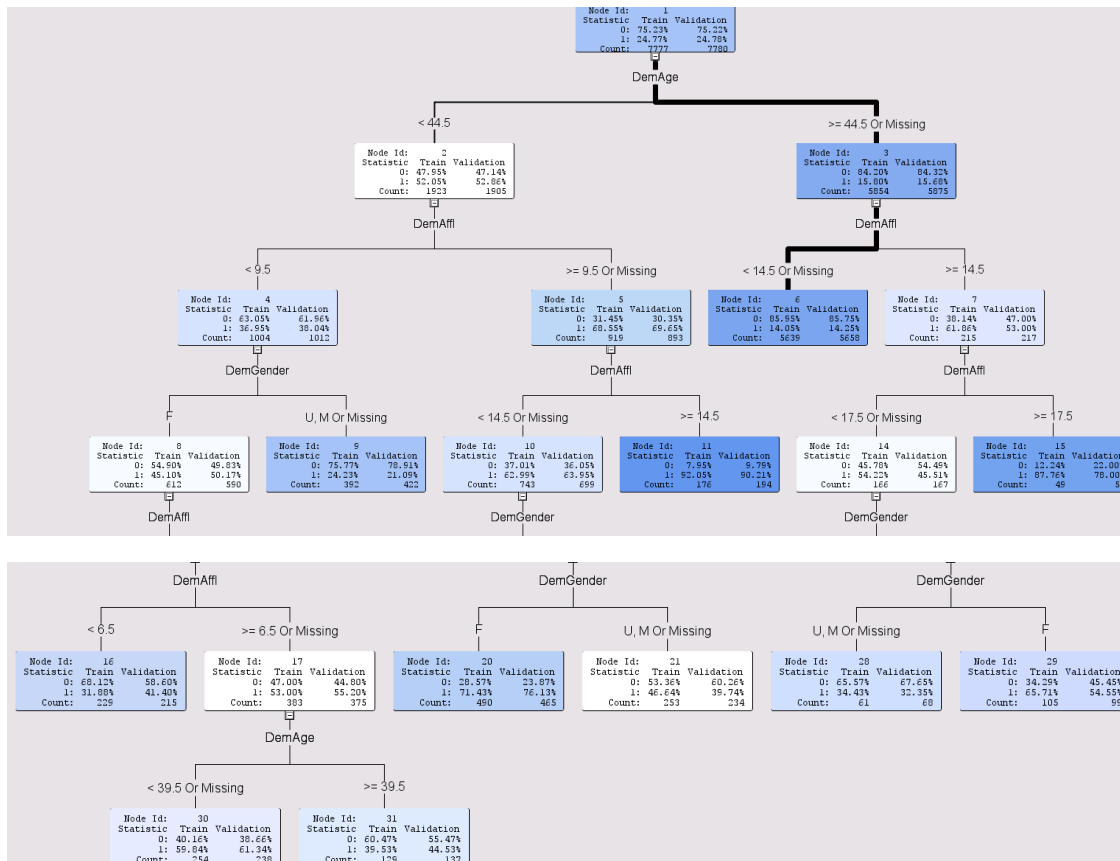 Node Id: 1
Statistic Train Validation
0: 75.23% 75.22%
1: 24.77% 24.78%
Count: 7777 7780
DemAge
< 44.5
>= 44.5 Or Missing
Node Id: 2
Statistic Train Validation
0: 47.95% 47.14%
1: 52.05% 52.86%
Count: 1923 1905
Node Id: 3
Statistic Train Validation
0: 84.20% 84.32%
1: 15.80% 15.68%
Count: 5854 5875
DemAffl
DemAffl
< 9.5
>= 9.5 Or Missing
< 14.5 Or Missing
>= 14.5
Node Id: 4
Statistic Train Validation
0: 63.05% 61.96%
1: 36.95% 38.04%
Count: 1004 1012
Node Id: 5
Statistic Train Validation
0: 31.45% 30.35%
1: 68.55% 69.65%
Count: 919 893
Node Id: 6
Statistic Train Validation
0: 85.95% 85.75%
1: 14.05% 14.25%
Count: 5639 5658
Node Id: 7
Statistic Train Validation
0: 38.14% 47.00%
1: 61.86% 53.00%
Count: 215 217
DemGender
DemAffl
DemAffl
F
U, M Or Missing
< 14.5 Or Missing
>= 14.5
< 17.5 Or Missing
>= 17.5
Node Id: 8
Statistic Train Validation
0: 54.90% 49.83%
1: 45.10% 50.17%
Count: 612 590
Node Id: 9
Statistic Train Validation
0: 75.77% 78.91%
1: 24.23% 21.09%
Count: 392 422
Node Id: 10
Statistic Train Validation
0: 37.01% 36.05%
1: 62.99% 63.95%
Count: 743 699
Node Id: 11
Statistic Train Validation
0: 7.95% 9.79%
1: 92.05% 90.21%
Count: 176 194
Node Id: 14
Statistic Train Validation
0: 45.78% 54.49%
1: 54.22% 45.51%
Count: 166 167
Node Id: 15
Statistic Train Validation
0: 12.24% 22.00
1: 87.76% 78.00
Count: 49 5
DemAffl
DemGender
DemGender
DemAffl
DemGender
DemGender
< 6.5
>= 6.5 Or Missing
F
U, M Or Missing
U, M Or Missing
F
Node Id: 16
Statistic Train Validation
0: 68.12% 58.60%
1: 31.88% 41.40%
Count: 229 215
Node Id: 17
Statistic Train Validation
0: 47.00% 44.80%
1: 53.00% 55.20%
Count: 383 375
Node Id: 20
Statistic Train Validation
0: 28.57% 23.87%
1: 71.43% 76.13%
Count: 490 465
Node Id: 21
Statistic Train Validation
0: 53.36% 60.26%
1: 46.64% 39.74%
Count: 253 234
Node Id: 28
Statistic Train Validation
0: 65.57% 67.65%
1: 34.43% 32.35%
Count: 61 68
Node Id: 29
Statistic Train Validation
0: 34.29% 45.45%
1: 65.71% 54.55%
Count: 105 99
DemAge
< 39.5 Or Missing
>= 39.5
Node Id: 30
Statistic Train Validation
0: 40.16% 38.66%
1: 59.84% 61.34%
Count: 254 238
Node Id: 31
Statistic Train Validation
0: 60.47% 55.47%
1: 39.53% 44.53%
Count: 129 137